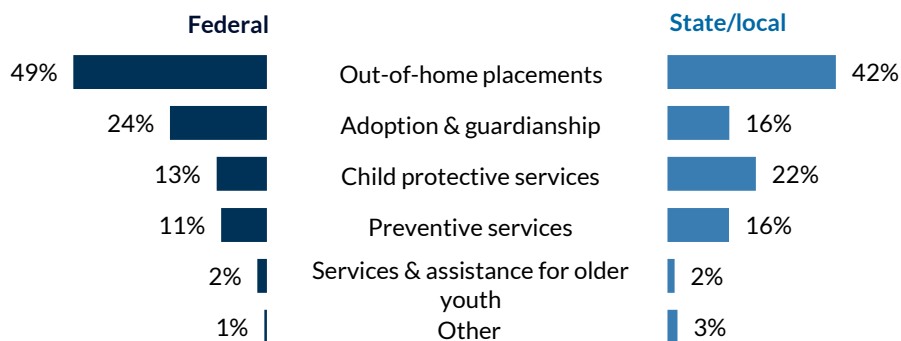 Federal State/local
49% Out-of-home placements 42%
24% Adoption & guardianship 16%
13% Child protective services 22%
11% Preventive services 16%
2% Services & assistance for older 2%
youth
1% Other 3%